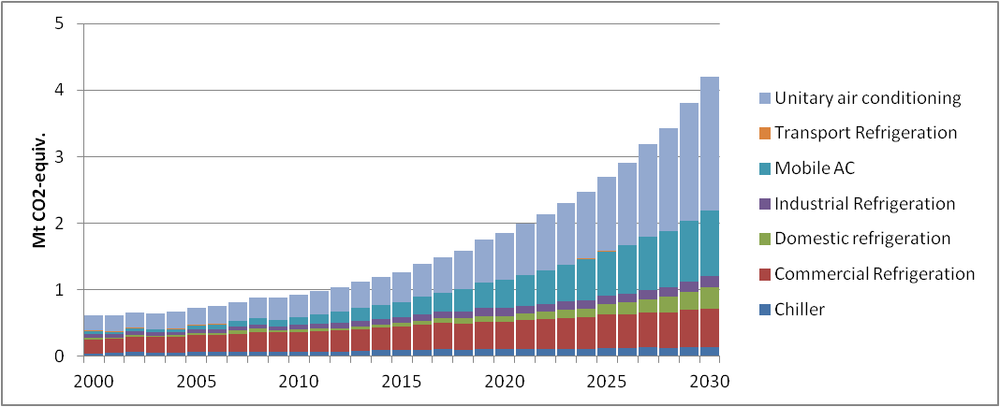 5
4
3
2
1
0
Mt CO2-equiv.
2000 2005 2010 2015 2020 2025 2030
Unitary air conditioning
Transport Refrigeration
Mobile AC
Industrial Refrigeration
Domestic refrigeration
Commercial Refrigeration
Chiller